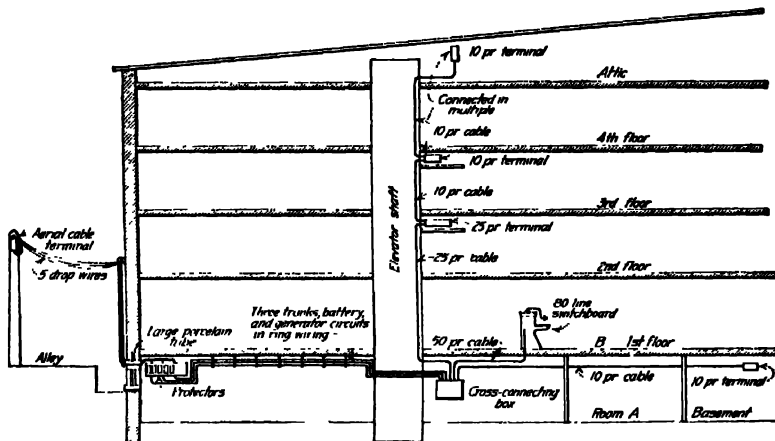 10 pr terminal
Attic
Connected in
multiple
10 pr cable
4th floor
10 pr terminal
10 pr cable
3rd floor
25 pr terminal
Aerial cable
terminal
5 drop wires
Elevator shaft
25 pr cable
2nd floor
80 line
switchboard
Three trunks, battery,
and generator circuits
in ring wiring
Large porcelain
tube
50 pr cable
B 1st floor
Alley
Protectors
Cross-connecting
box
10 pr cable
10 pr terminal
Room A
Basement